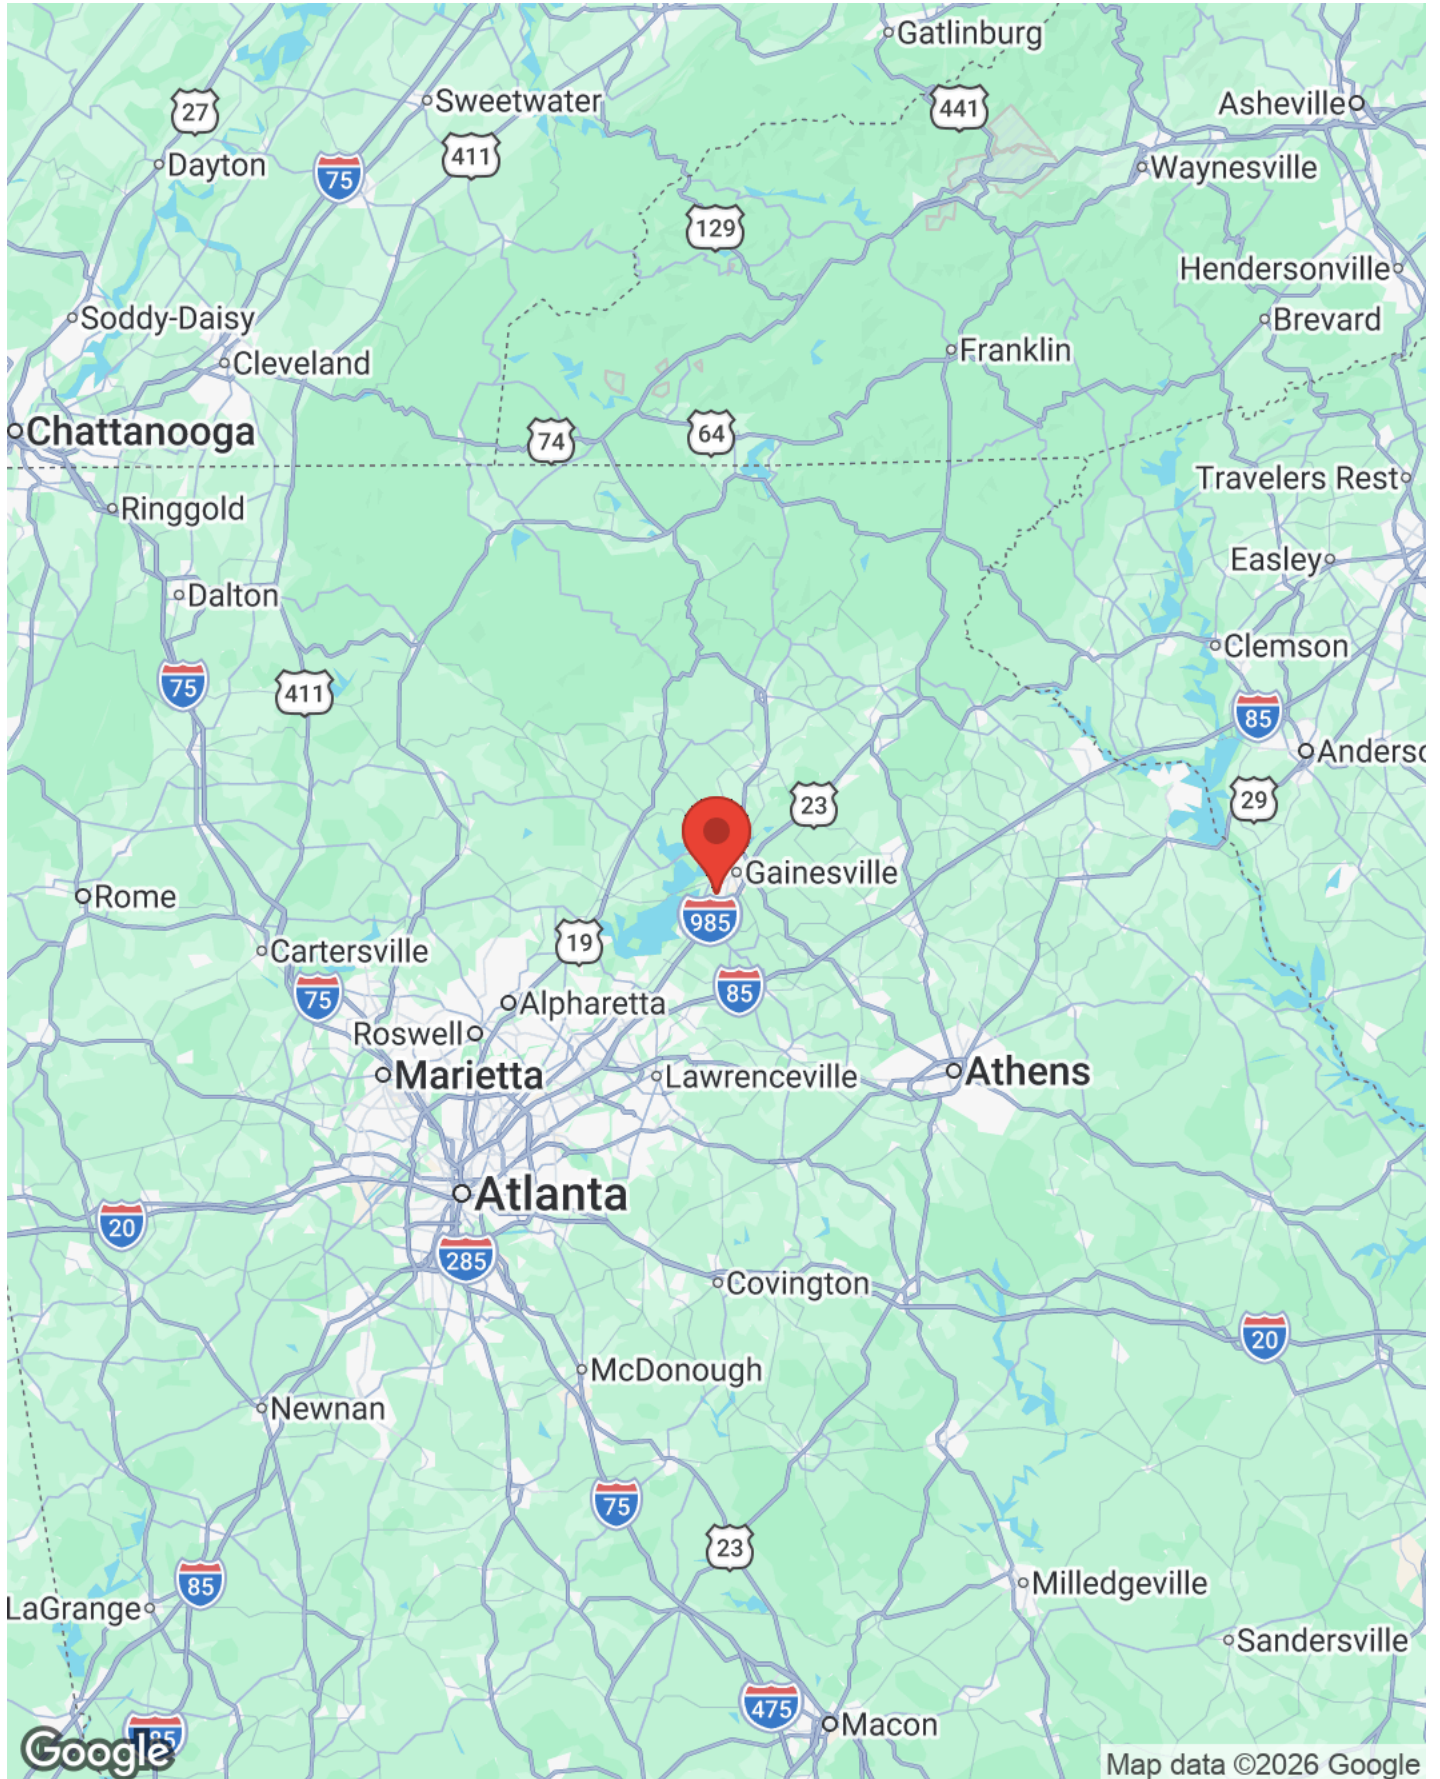 Gatlinburg
27
Sweetwater
441
Asheville
411
Dayton
75
Waynesville
129
Hendersonville
Soddy-Daisy
Brevard
Franklin
Cleveland
Chattanooga
74
64
Travelers Rest
Ringgold
Easley
Dalton
Clemson
75
411
85
Anderso
23
29
Gainesville
Rome
985
19
Cartersville
75
85
Alpharetta
Roswell
Marietta
Lawrenceville
Athens
Atlanta
20
285
Covington
20
McDonough
Newnan
75
23
85
Milledgeville
LaGrange
Sandersville
475
Macon
85
Google
Map data ©2026 Google